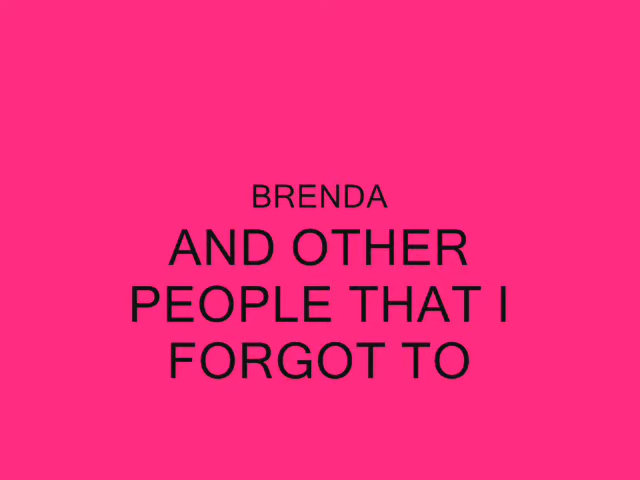 BRENDA
AND OTHER
PEOPLE THAT I
FORGOT TO